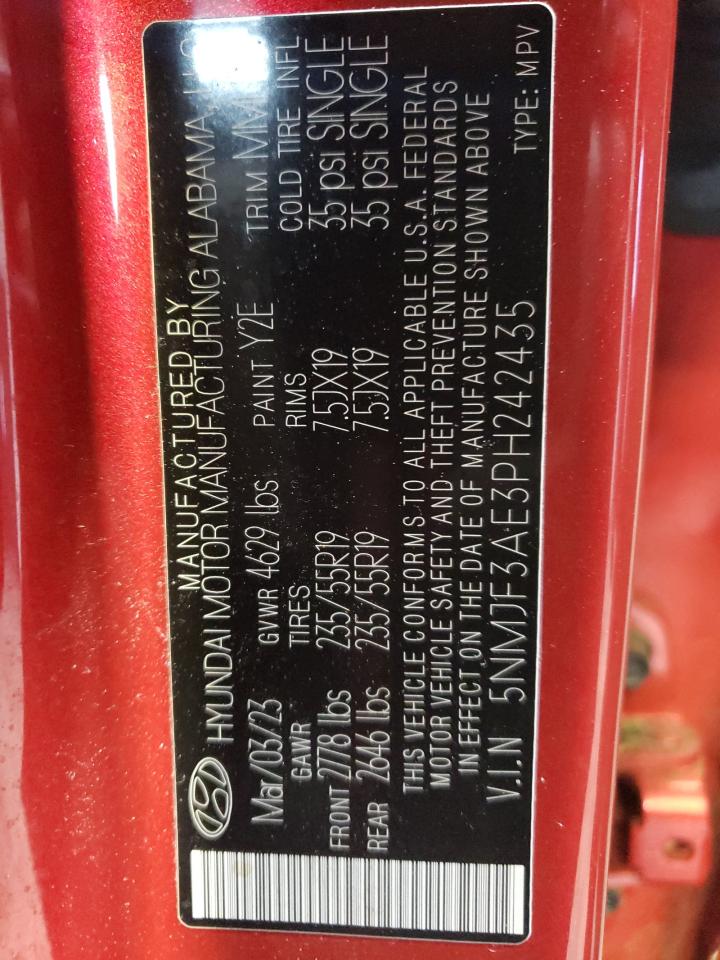 MANUFACTURED BY
HYUNDAI MOTOR MANUFACTURING ALABAMA,
Mar/03/23 GVWR 4629 lbs PAINT Y2E TRIM
GAWR TIRES RIMS COLD TIRE INFL
FRONT 2778 lbs 235/55R19 7.5JX19 35 psi SINGLE
REAR 2646 lbs 235/55R19 7.5JX19 35 psi SINGLE
THIS VEHICLE CONFORMS TO ALL APPLICABLE U.S.A. FEDERAL
MOTOR VEHICLE SAFETY AND THEFT PREVENTION STANDARDS
IN EFFECT ON THE DATE OF MANUFACTURE SHOWN ABOVE
V.I.N 5NMJF3AE3PH242435 TYPE: MPV